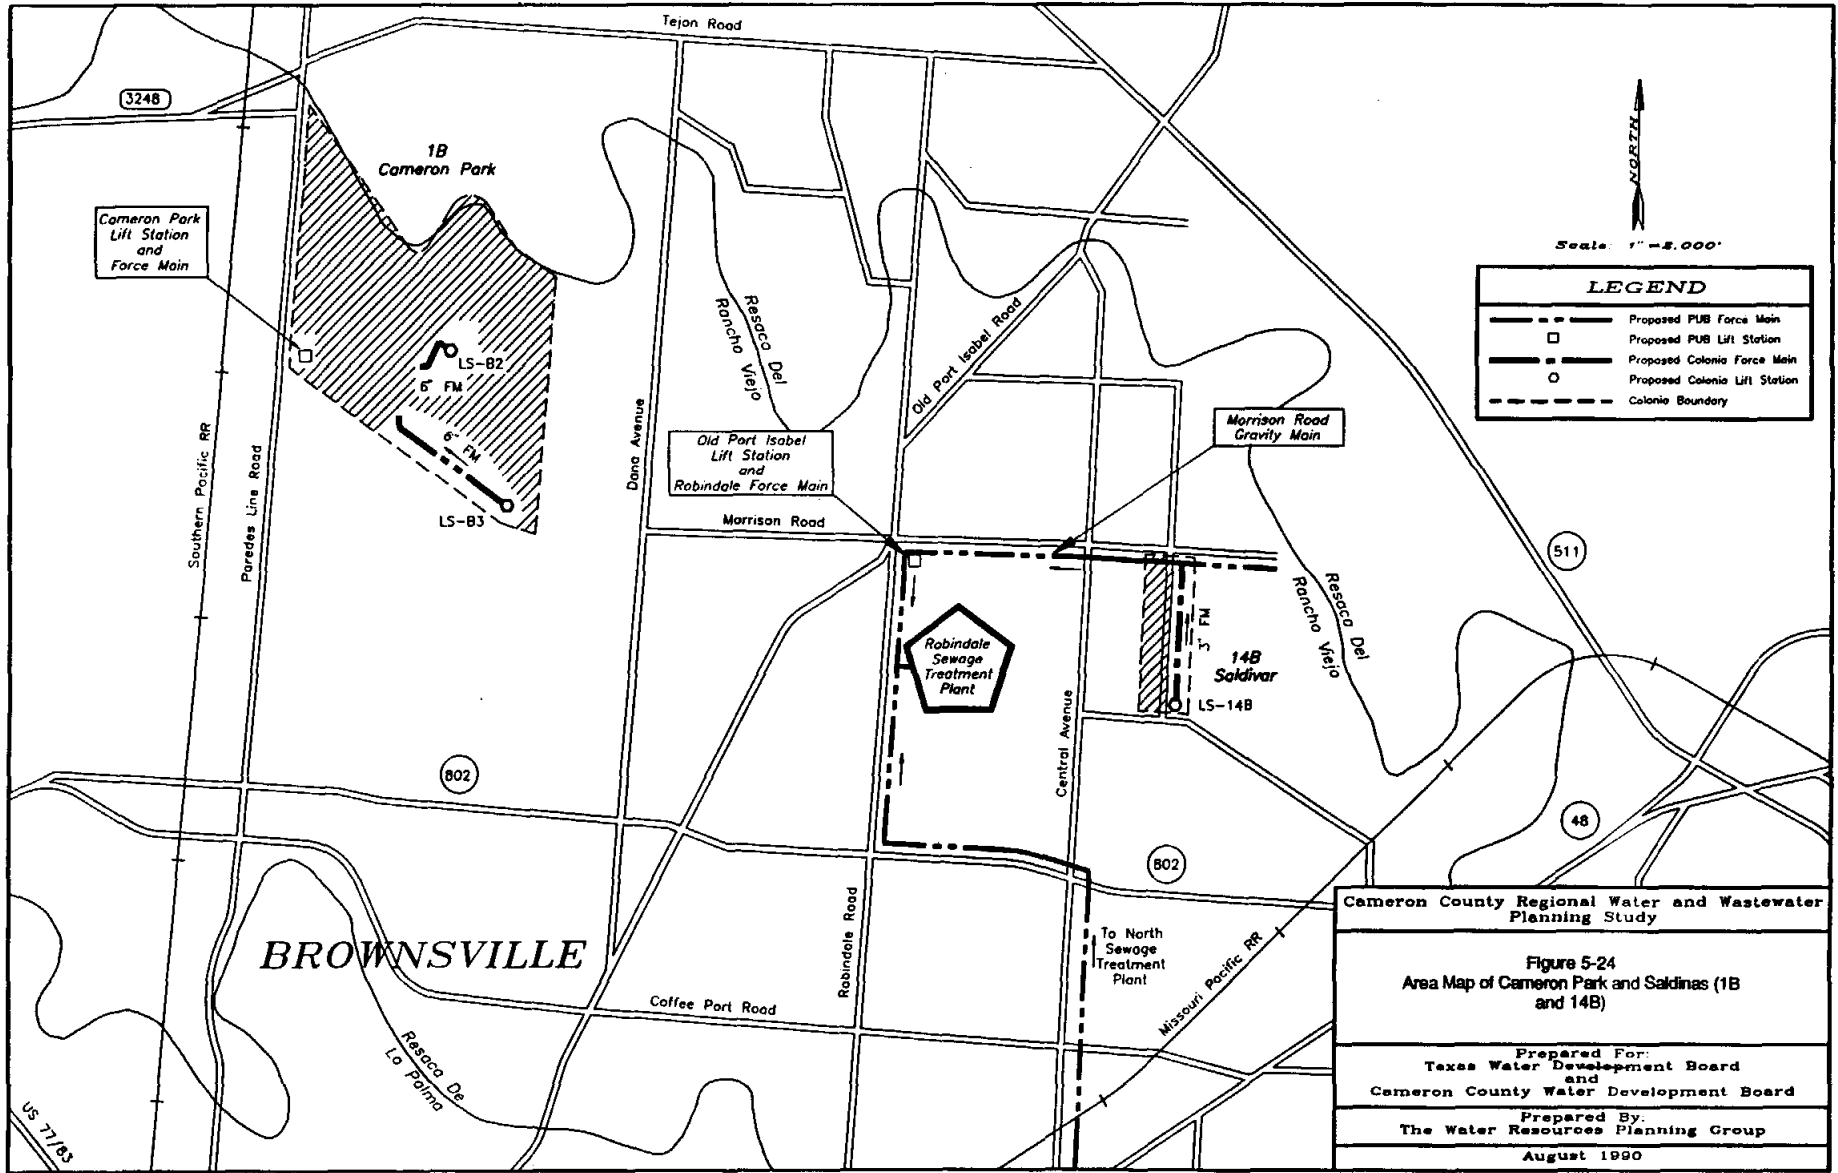 Tejon Road
3248
1B
Cameron Park
Cameron Park
Lift Station
and
Force Main
NORTH
Scale: 1"=2,000'
LEGEND
Proposed PUB Force Main
Proposed PUB Lift Station
Proposed Colonia Force Main
Proposed Colonia Lift Station
Colonia Boundary
LS-B2
6" FM
6" FM
LS-B3
Southern Pacific RR
Paredes Line Road
Dana Avenue
Resaca Del
Rancho Viejo
Old Port Isabel Road
Old Port Isabel
Lift Station
and
Robindale Force Main
Morrison Road
Gravity Main
Morrison Road
511
Resaca Del
Rancho Viejo
Robindale
Sewage
Treatment
Plant
3" FM
14B
Saldivar
LS-14B
Central Avenue
802
48
802
BROWNSVILLE
Robindale Road
To North
Sewage
Treatment
Plant
Missouri Pacific RR
Coffee Port Road
Resaca De
La Palma
US 77/83
Cameron County Regional Water and Wastewater
Planning Study
Figure 5-24
Area Map of Cameron Park and Saldinas (1B
and 14B)
Prepared For:
Texas Water Development Board
and
Cameron County Water Development Board
Prepared By:
The Water Resources Planning Group
August 1990